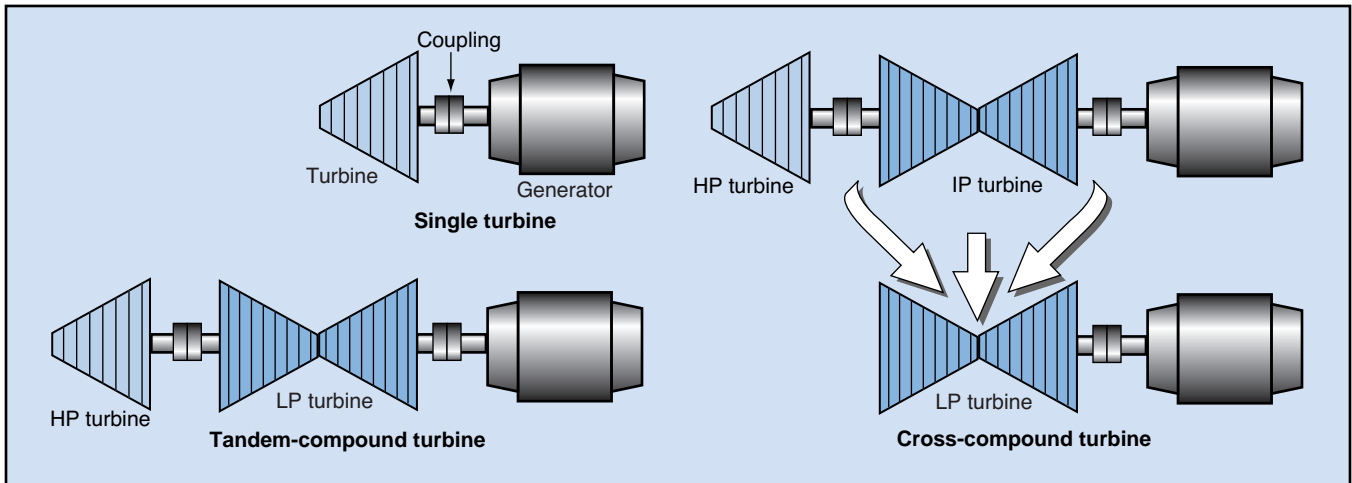 Coupling
Turbine
Generator
Single turbine
HP turbine
IP turbine
HP turbine
LP turbine
Tandem-compound turbine
LP turbine
Cross-compound turbine